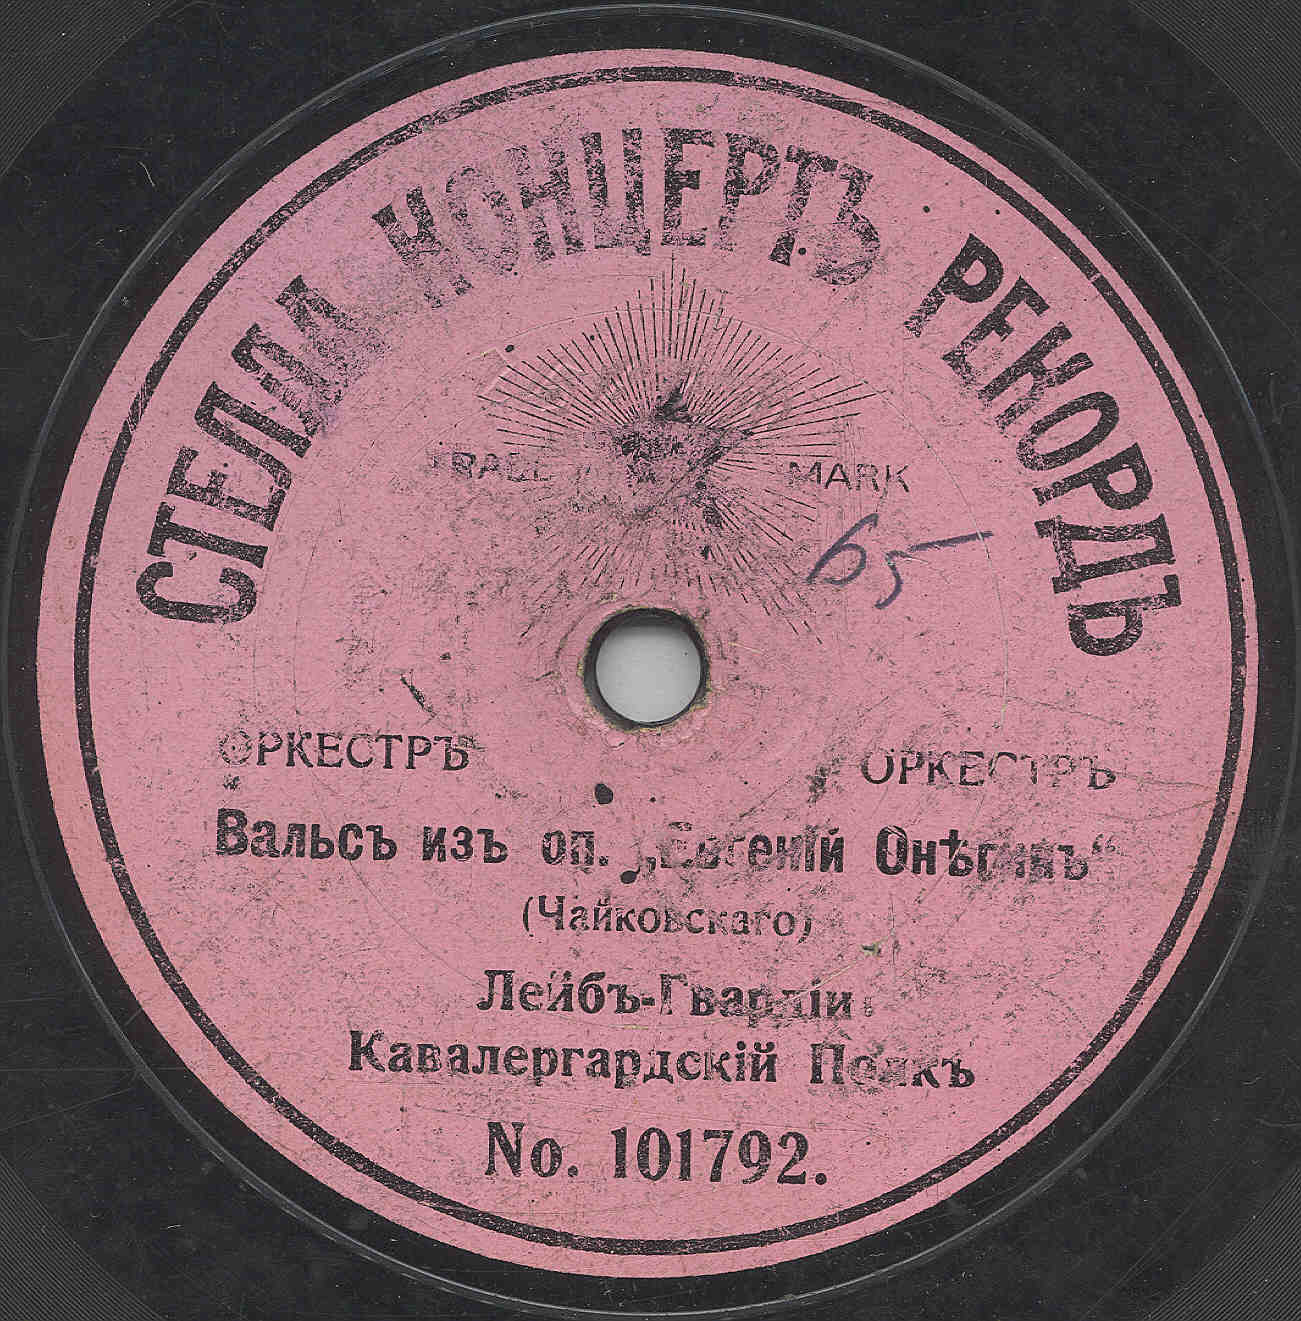 СТЕЛЛА КОНЦЕРТЪ РЕКОРДЪ
TRADE MARK
65
ОРКЕСТРЪ ОРКЕСТРЪ
Вальсъ изъ оп. „Евгеній Онѣгинъ“
(Чайковскаго)
Лейбъ-Гвардіи
Кавалергардскій Полкъ
No. 101792.